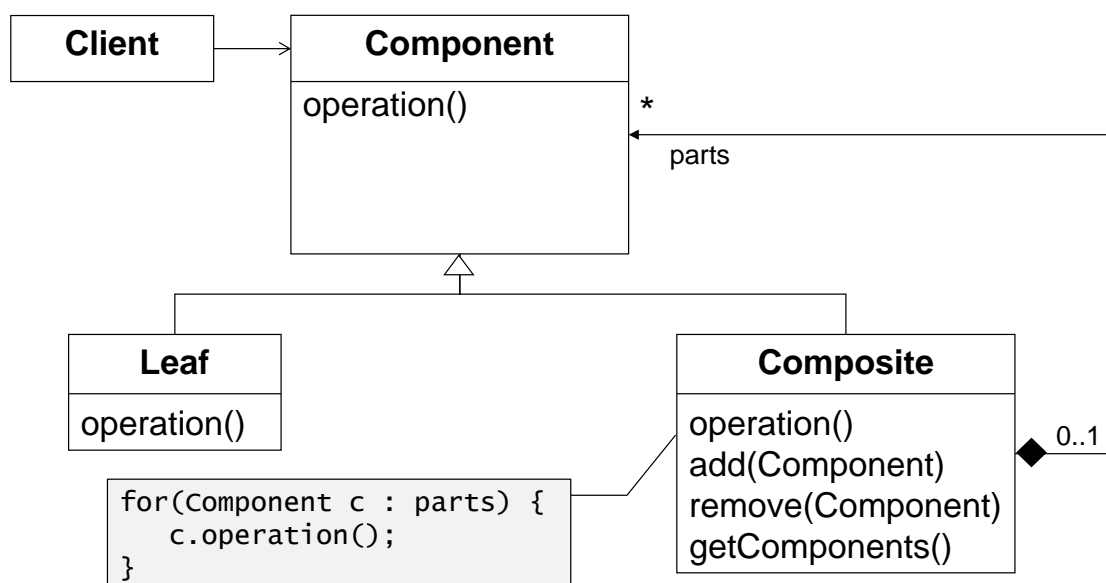 Client
Component
operation()
*
parts
Leaf
operation()
Composite
operation()
add(Component)
remove(Component)
getComponents()
0..1
for(Component c : parts) {
   c.operation();
}